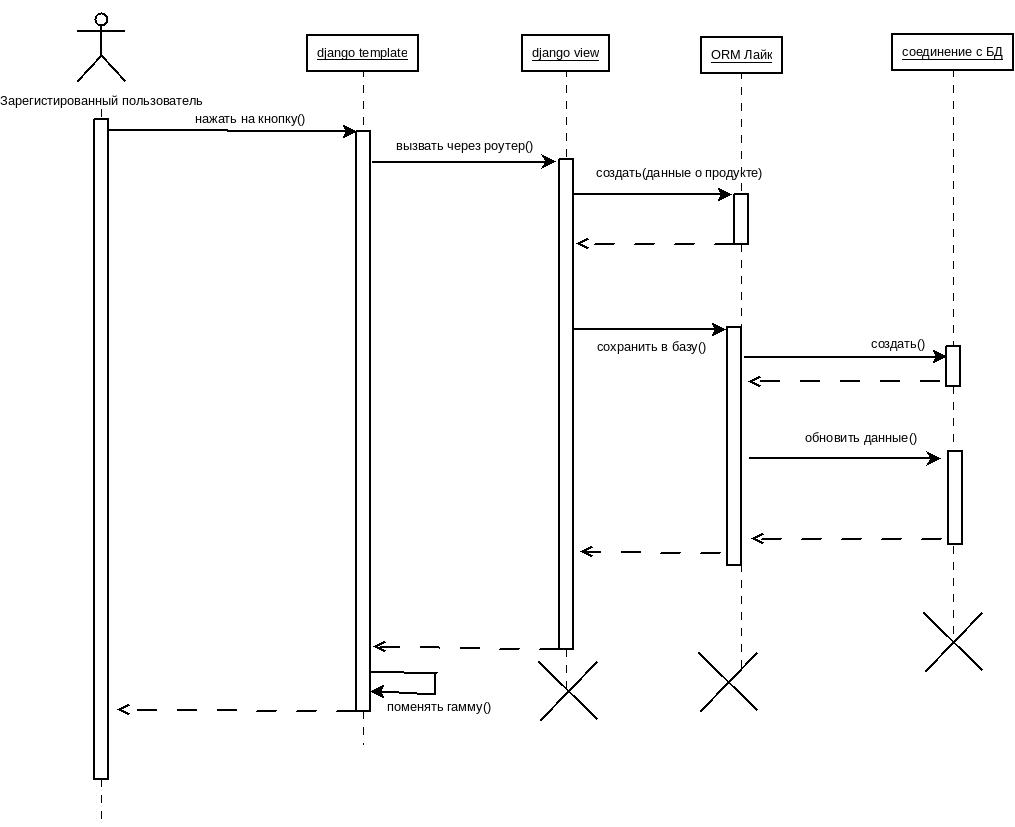 django template
django view
ORM Лайк
соединение с БД
Зарегистированный пользователь
нажать на кнопку()
вызвать через роутер()
создать(данные о продукте)
сохранить в базу()
создать()
обновить данные()
поменять гамму()